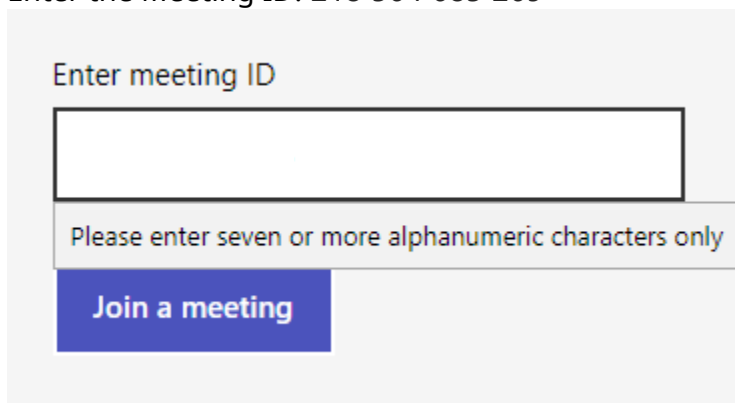 Enter meeting ID
Please enter seven or more alphanumeric characters only
Join a meeting